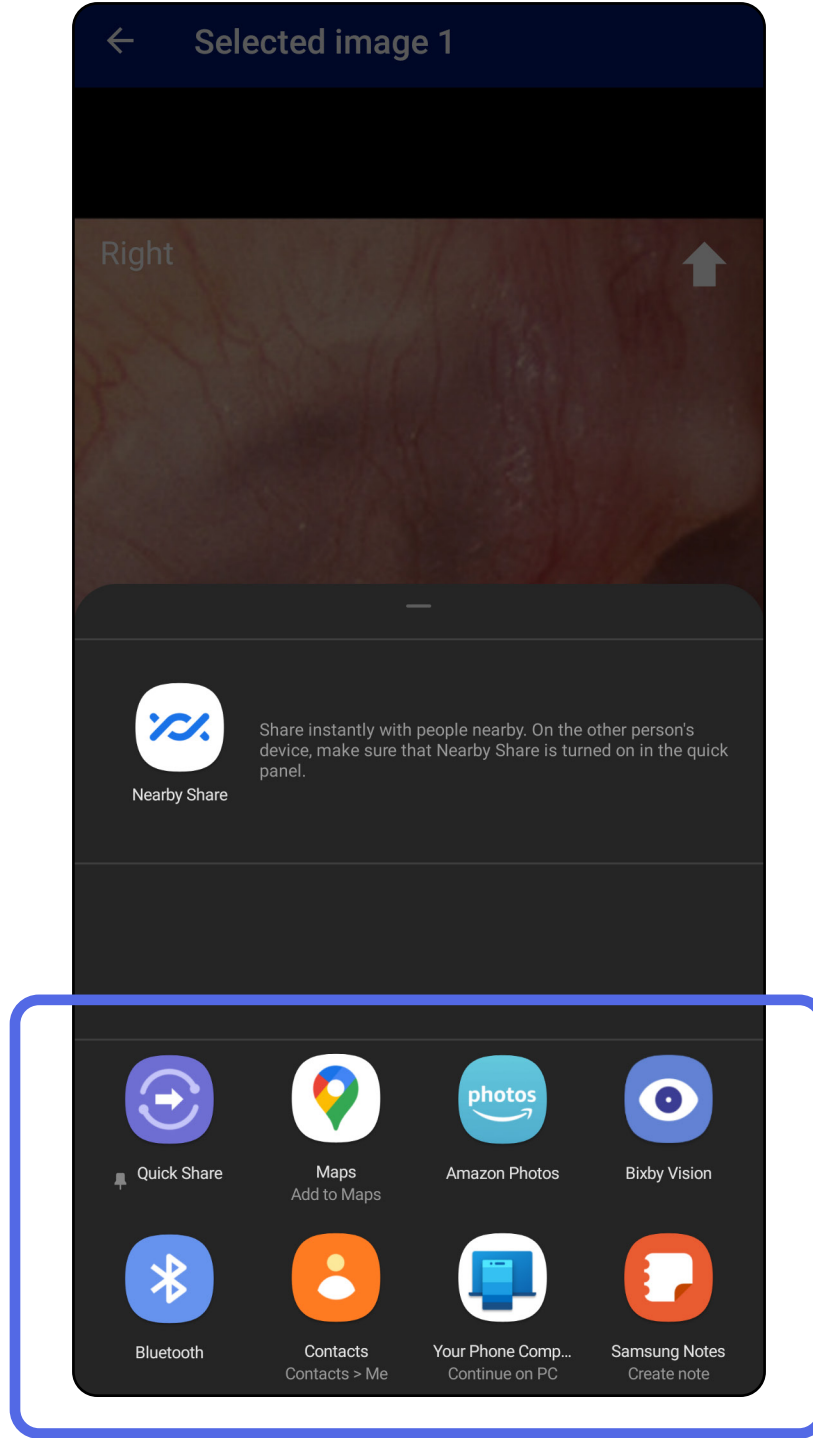 Selected image 1
Right
Share instantly with people nearby. On the other person's
device, make sure that Nearby Share is turned on in the quick
panel.
Nearby Share
photos
Quick Share
Maps
Add to Maps
Amazon Photos
Bixby Vision
Bluetooth
Contacts
Contacts > Me
Your Phone Comp...
Continue on PC
Samsung Notes
Create note